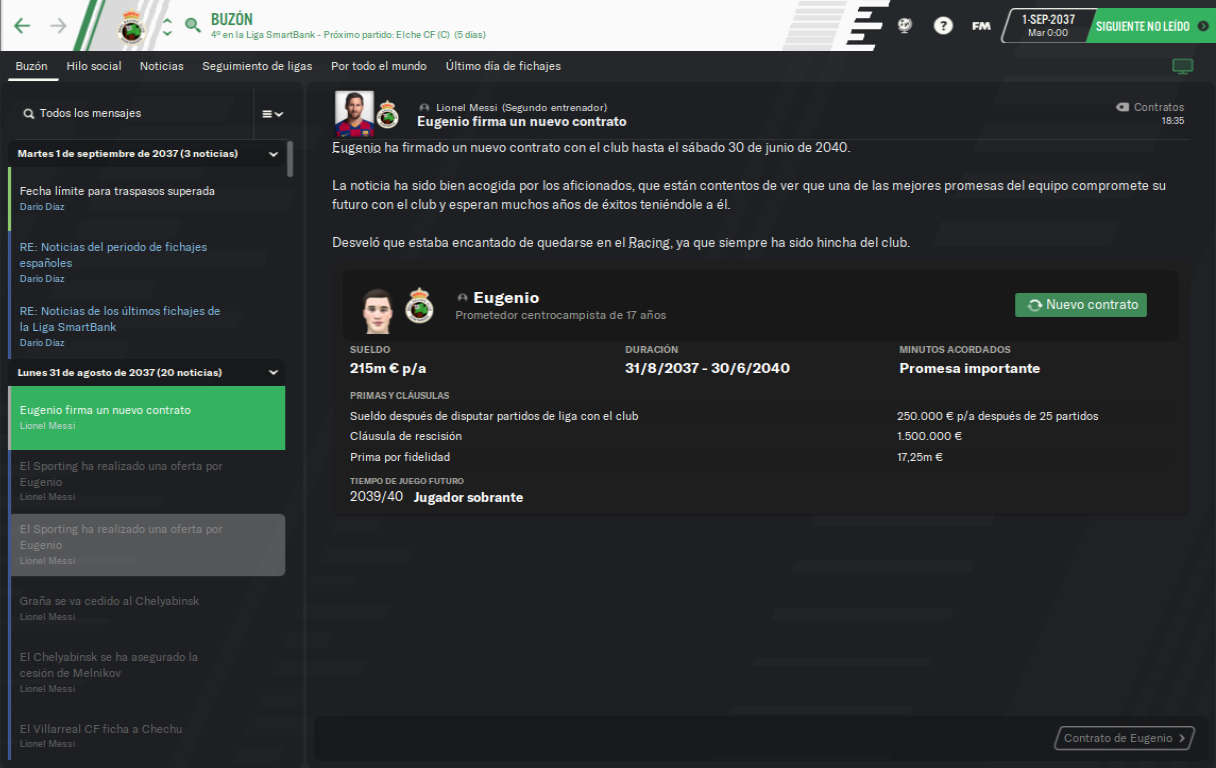 BUZÓN
4º en la Liga SmartBank - Próximo partido: Elche CF (C) (5 días)
FM
1-SEP-2037
Mar 0:00
SIGUIENTE NO LEÍDO
Buzón
Hilo social
Noticias
Seguimiento de ligas
Por todo el mundo
Último día de fichajes
Todos los mensajes
Martes 1 de septiembre de 2037 (3 noticias)
Fecha límite para traspasos superada
Darío Díaz
RE: Noticias del periodo de fichajes
españoles
Darío Díaz
RE: Noticias de los últimos fichajes de
la Liga SmartBank
Darío Díaz
Lunes 31 de agosto de 2037 (20 noticias)
Eugenio firma un nuevo contrato
Lionel Messi
El Sporting ha realizado una oferta por
Eugenio
Lionel Messi
El Sporting ha realizado una oferta por
Eugenio
Lionel Messi
Graña se va cedido al Chelyabinsk
Lionel Messi
El Chelyabinsk se ha asegurado la
cesión de Melnikov
Lionel Messi
El Villarreal CF ficha a Chechu
Lionel Messi
Lionel Messi (Segundo entrenador)
Eugenio firma un nuevo contrato
Contratos
18:35
Eugenio ha firmado un nuevo contrato con el club hasta el sábado 30 de junio de 2040.
La noticia ha sido bien acogida por los aficionados, que están contentos de ver que una de las mejores promesas del equipo compromete su
futuro con el club y esperan muchos años de éxitos teniéndole a él.
Desveló que estaba encantado de quedarse en el Racing, ya que siempre ha sido hincha del club.
Eugenio
Prometedor centrocampista de 17 años
Nuevo contrato
SUELDO
DURACIÓN
MINUTOS ACORDADOS
215m € p/a
31/8/2037 - 30/6/2040
Promesa importante
PRIMAS Y CLÁUSULAS
Sueldo después de disputar partidos de liga con el club
250.000 € p/a después de 25 partidos
Cláusula de rescisión
1.500.000 €
Prima por fidelidad
17,25m €
TIEMPO DE JUEGO FUTURO
2039/40 Jugador sobrante
Contrato de Eugenio